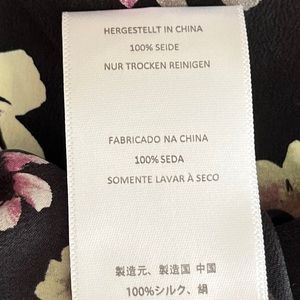 HERGESTELLT IN CHINA
100% SEIDE
NUR TROCKEN REINIGEN
FABRICADO NA CHINA
100% SEDA
SOMENTE LAVAR À SECO
製造元、製造国 中国
100%シルク、絹